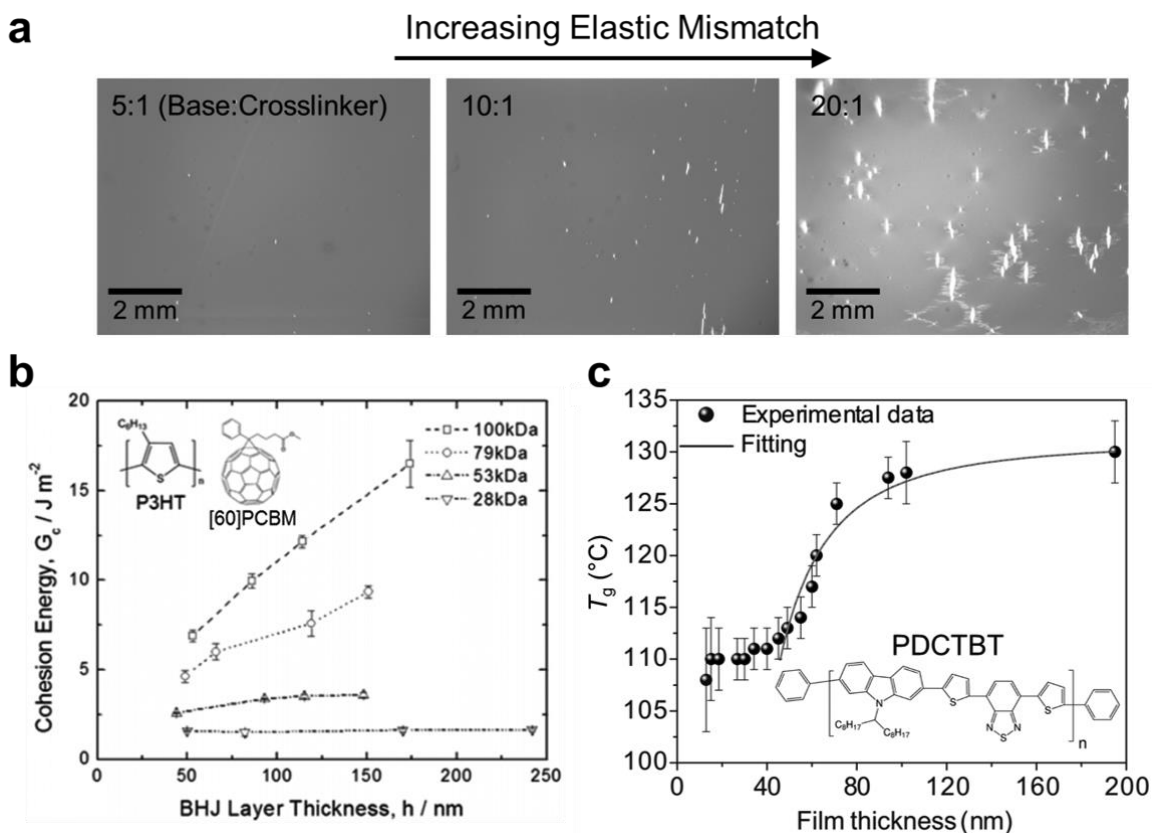 a
Increasing Elastic Mismatch
5:1 (Base:Crosslinker)
10:1
20:1
2 mm
2 mm
2 mm
b
Cohesion Energy, G_c / J m⁻²
20
15
10
5
0
C₆H₁₃
S
n
P3HT
O
O
[60]PCBM
100kDa
79kDa
53kDa
28kDa
0
50
100
150
200
250
BHJ Layer Thickness, h / nm
c
T_g (°C)
135
130
125
120
115
110
105
100
Experimental data
Fitting
PDCTBT
N
C₈H₁₇
C₈H₁₇
S
N
S
N
S
n
0
40
80
120
160
200
Film thickness (nm)